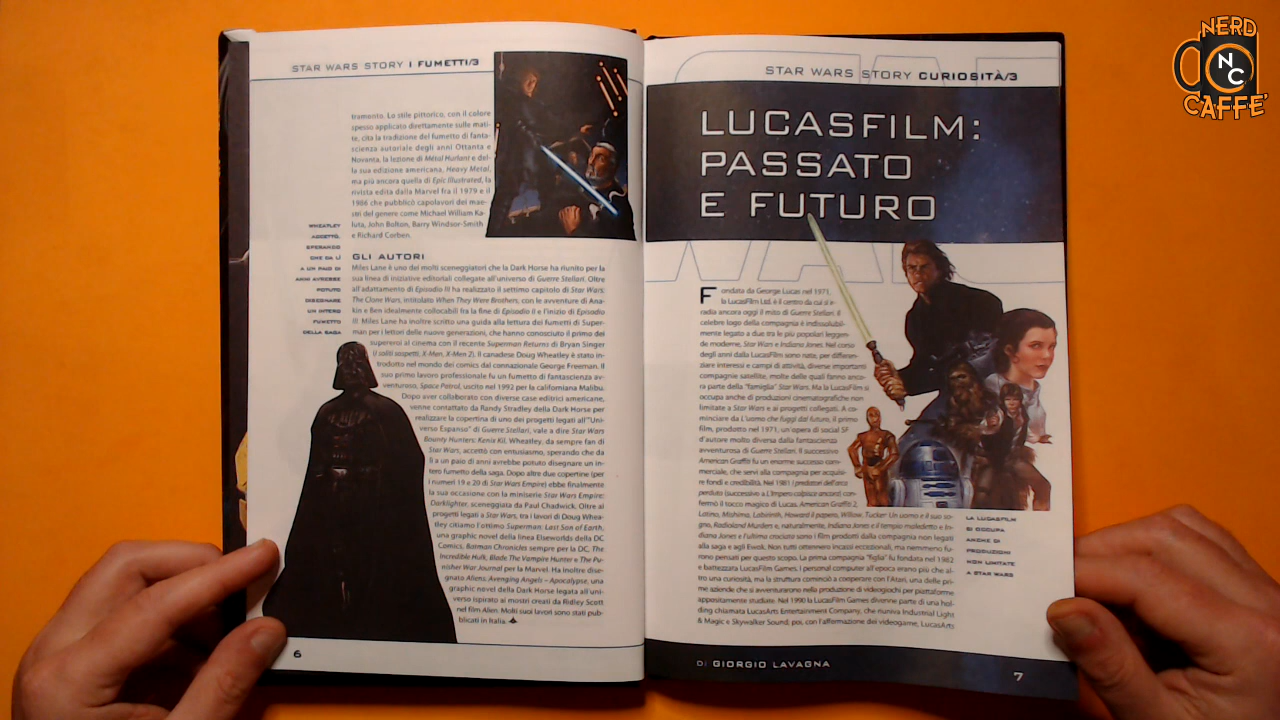 STAR WARS STORY I FUMETTI/3
tramento. Lo stile pittorico, con il colore
spesso applicato direttamente sulle mati-
te, cita la tradizione del fumetto di fanta-
scienza autoriale degli anni Ottanta e
Novanta, la lezione di Métal Hurlant e del-
la sua edizione americana, Heavy Metal,
ma più ancora quella di Epic Illustrated, la
rivista edita dalla Marvel fra il 1979 e il
1986 che pubblicò capolavori dei mae-
stri del genere come Michael William Ka-
luta, John Bolton, Barry Windsor-Smith
e Richard Corben.
WHEATLEY
ACCETTÒ,
SPERANDO
CHE DA LÌ
A UN PAIO DI
ANNI AVREBBE
POTUTO
DISEGNARE
UN INTERO
FUMETTO
DELLA SAGA
GLI AUTORI
Miles Lane è uno dei molti sceneggiatori che la Dark Horse ha riunito per la
sua linea di iniziative editoriali collegate all'universo di Guerre Stellari. Oltre
all'adattamento di Episodio III ha realizzato il settimo capitolo di Star Wars:
The Clone Wars, intitolato When They Were Brothers, con le avventure di Ana-
kin e Ben idealmente collocabili fra la fine di Episodio II e l'inizio di Episodio
III. Miles Lane ha inoltre scritto una guida alla lettura dei fumetti di Super-
man per i lettori delle nuove generazioni, che hanno conosciuto il primo dei
supereroi al cinema con il recente Superman Returns di Bryan Singer
(I soliti sospetti, X-Men, X-Men 2). Il canadese Doug Wheatley è stato in-
trodotto nel mondo dei comics dal connazionale George Freeman. Il
suo primo lavoro professionale fu un fumetto di fantascienza av-
venturoso, Space Patrol, uscito nel 1992 per la californiana Malibu.
Dopo aver collaborato con diverse case editrici americane,
venne contattato da Randy Stradley della Dark Horse per
realizzare la copertina di uno dei progetti legati all'"Uni-
verso Espanso" di Guerre Stellari, vale a dire Star Wars
Bounty Hunters: Kenix Kil. Wheatley, da sempre fan di
Star Wars, accettò con entusiasmo, sperando che da
lì a un paio di anni avrebbe potuto disegnare un in-
tero fumetto della saga. Dopo altre due copertine (per
i numeri 19 e 20 di Star Wars Empire) ebbe finalmente
la sua occasione con la miniserie Star Wars Empire:
Darklighter, sceneggiata da Paul Chadwick. Oltre ai
progetti legati a Star Wars, tra i lavori di Doug Whea-
tley citiamo l'ottimo Superman: Last Son of Earth,
una graphic novel della linea Elseworlds della DC
Comics, Batman Chronicles sempre per la DC, The
Incredible Hulk, Blade The Vampire Hunter e The Pu-
nisher War Journal per la Marvel. Ha inoltre dise-
gnato Aliens: Avenging Angels – Apocalypse, una
graphic novel della Dark Horse legata all'uni-
verso ispirato ai mostri creati da Ridley Scott
nel film Alien. Molti suoi lavori sono stati pub-
blicati in Italia.
6
STAR WARS STORY CURIOSITÀ/3
LUCASFILM:
PASSATO
E FUTURO
Fondata da George Lucas nel 1971,
la LucasFilm Ltd. è il centro da cui si ir-
radia ancora oggi il mito di Guerre Stellari. Il
celebre logo della compagnia è indissolubil-
mente legato a due tra le più popolari leggen-
de moderne, Star Wars e Indiana Jones. Nel corso
degli anni dalla LucasFilm sono nate, per differen-
ziare interessi e campi di attività, diverse importanti
compagnie satellite, molte delle quali fanno anco-
ra parte della "famiglia" Star Wars. Ma la LucasFilm si
occupa anche di produzioni cinematografiche non
limitate a Star Wars e ai progetti collegati. A co-
minciare da L'uomo che fuggì dal futuro, il primo
film, prodotto nel 1971, un'opera di social SF
d'autore molto diversa dalla fantascienza
avventurosa di Guerre Stellari. Il successivo
American Graffiti fu un enorme successo com-
merciale, che servì alla compagnia per acquisi-
re fondi e credibilità. Nel 1981 I predatori dell'arca
perduta (successivo a L'Impero colpisce ancora) con-
fermò il tocco magico di Lucas. American Graffiti 2,
Latino, Mishima, Labirinth, Howard il papero, Willow, Tucker: Un uomo e il suo so-
gno, Radioland Murders e, naturalmente, Indiana Jones e il tempio maledetto e In-
diana Jones e l'ultima crociata sono i film prodotti dalla compagnia non legati
alla saga e agli Ewok. Non tutti ottennero incassi eccezionali, ma nemmeno fu-
rono pensati per questo scopo. La prima compagnia "figlia" fu fondata nel 1982
e battezzata LucasFilm Games. I personal computer all'epoca erano più che al-
tro una curiosità, ma la struttura cominciò a cooperare con l'Atari, una delle pri-
me aziende che si avventurarono nella produzione di videogiochi per piattaforme
appositamente studiate. Nel 1990 la LucasFilm Games divenne parte di una hol-
ding chiamata LucasArts Entertainment Company, che riuniva Industrial Light
& Magic e Skywalker Sound, poi, con l'affermazione dei videogame, LucasArts
LA LUCASFILM
SI OCCUPA
ANCHE DI
PRODUZIONI
NON LIMITATE
A STAR WARS
DI GIORGIO LAVAGNA
7
NERD
NC
CAFFE'